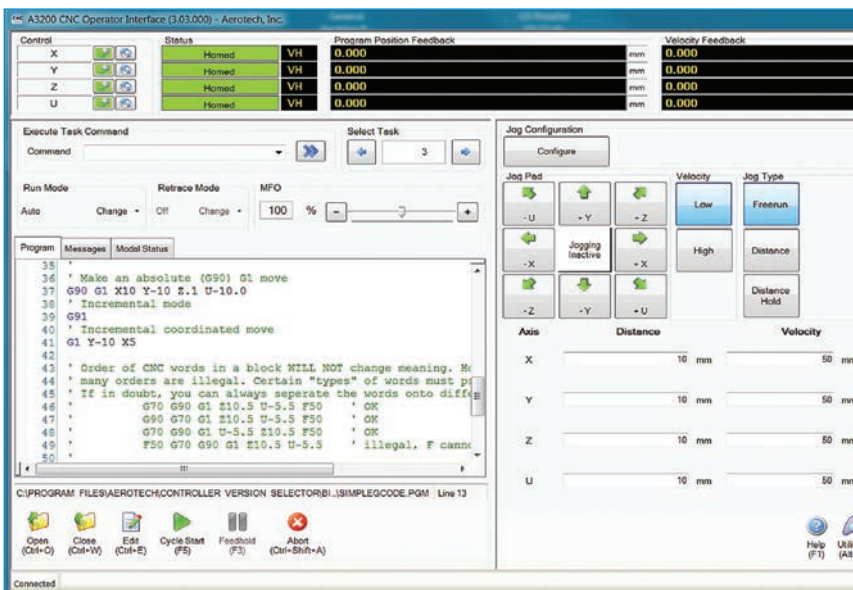 A3200 CNC Operator Interface (3.03.000) - Aerotech, Inc.
Control Status Program Position Feedback Velocity Feedback
X Homed VH 0.000 mm 0.000
Y Homed VH 0.000 mm 0.000
Z Homed VH 0.000 mm 0.000
U Homed VH 0.000 mm 0.000
Execute Task Command Select Task
Command 3
Run Mode Retrace Mode MFO
Auto Change Off Change 100 % - +
Program Messages Modal Status
35 '
36 ' Make an absolute (G90) G1 move
37 G90 G1 X10 Y-10 Z.1 U-10.0
38 ' Incremental mode
39 G91
40 ' Incremental coordinated move
41 G1 Y-10 X5
42
43 ' Order of CNC words in a block WILL NOT change meaning.
44 ' many orders are illegal. Certain "types" of words must
45 ' If in doubt, you can always seperate the words onto
46 ' G70 G90 G1 Z10.5 U-5.5 F50 ' OK
47 ' G90 G70 G1 Z10.5 U-5.5 F50 ' OK
48 ' G70 G90 G1 U-5.5 Z10.5 F50 ' OK
49 ' F50 G70 G90 G1 Z10.5 U-5.5 ' illegal, F
50 '
C:\PROGRAM FILES\AEROTECH\CONTROLLER VERSION SELECTOR\BI...\SIMPLEGCODE.PGM Line 13
Open Close Edit Cycle Start Feedhold Abort
(Ctrl+O) (Ctrl+W) (Ctrl+E) (F5) (F3) (Ctrl+Shift+A)
Connected
Jog Configuration
Configure
Jog Pad Velocity Jog Type
- U + Y + Z Low Freerun
- X Jogging Inactive + X High Distance
- Z - Y + U Distance Hold
Axis Distance Velocity
X 10 mm 50 mm
Y 10 mm 50 mm
Z 10 mm 50 mm
U 10 mm 50 mm
Help
(F1)